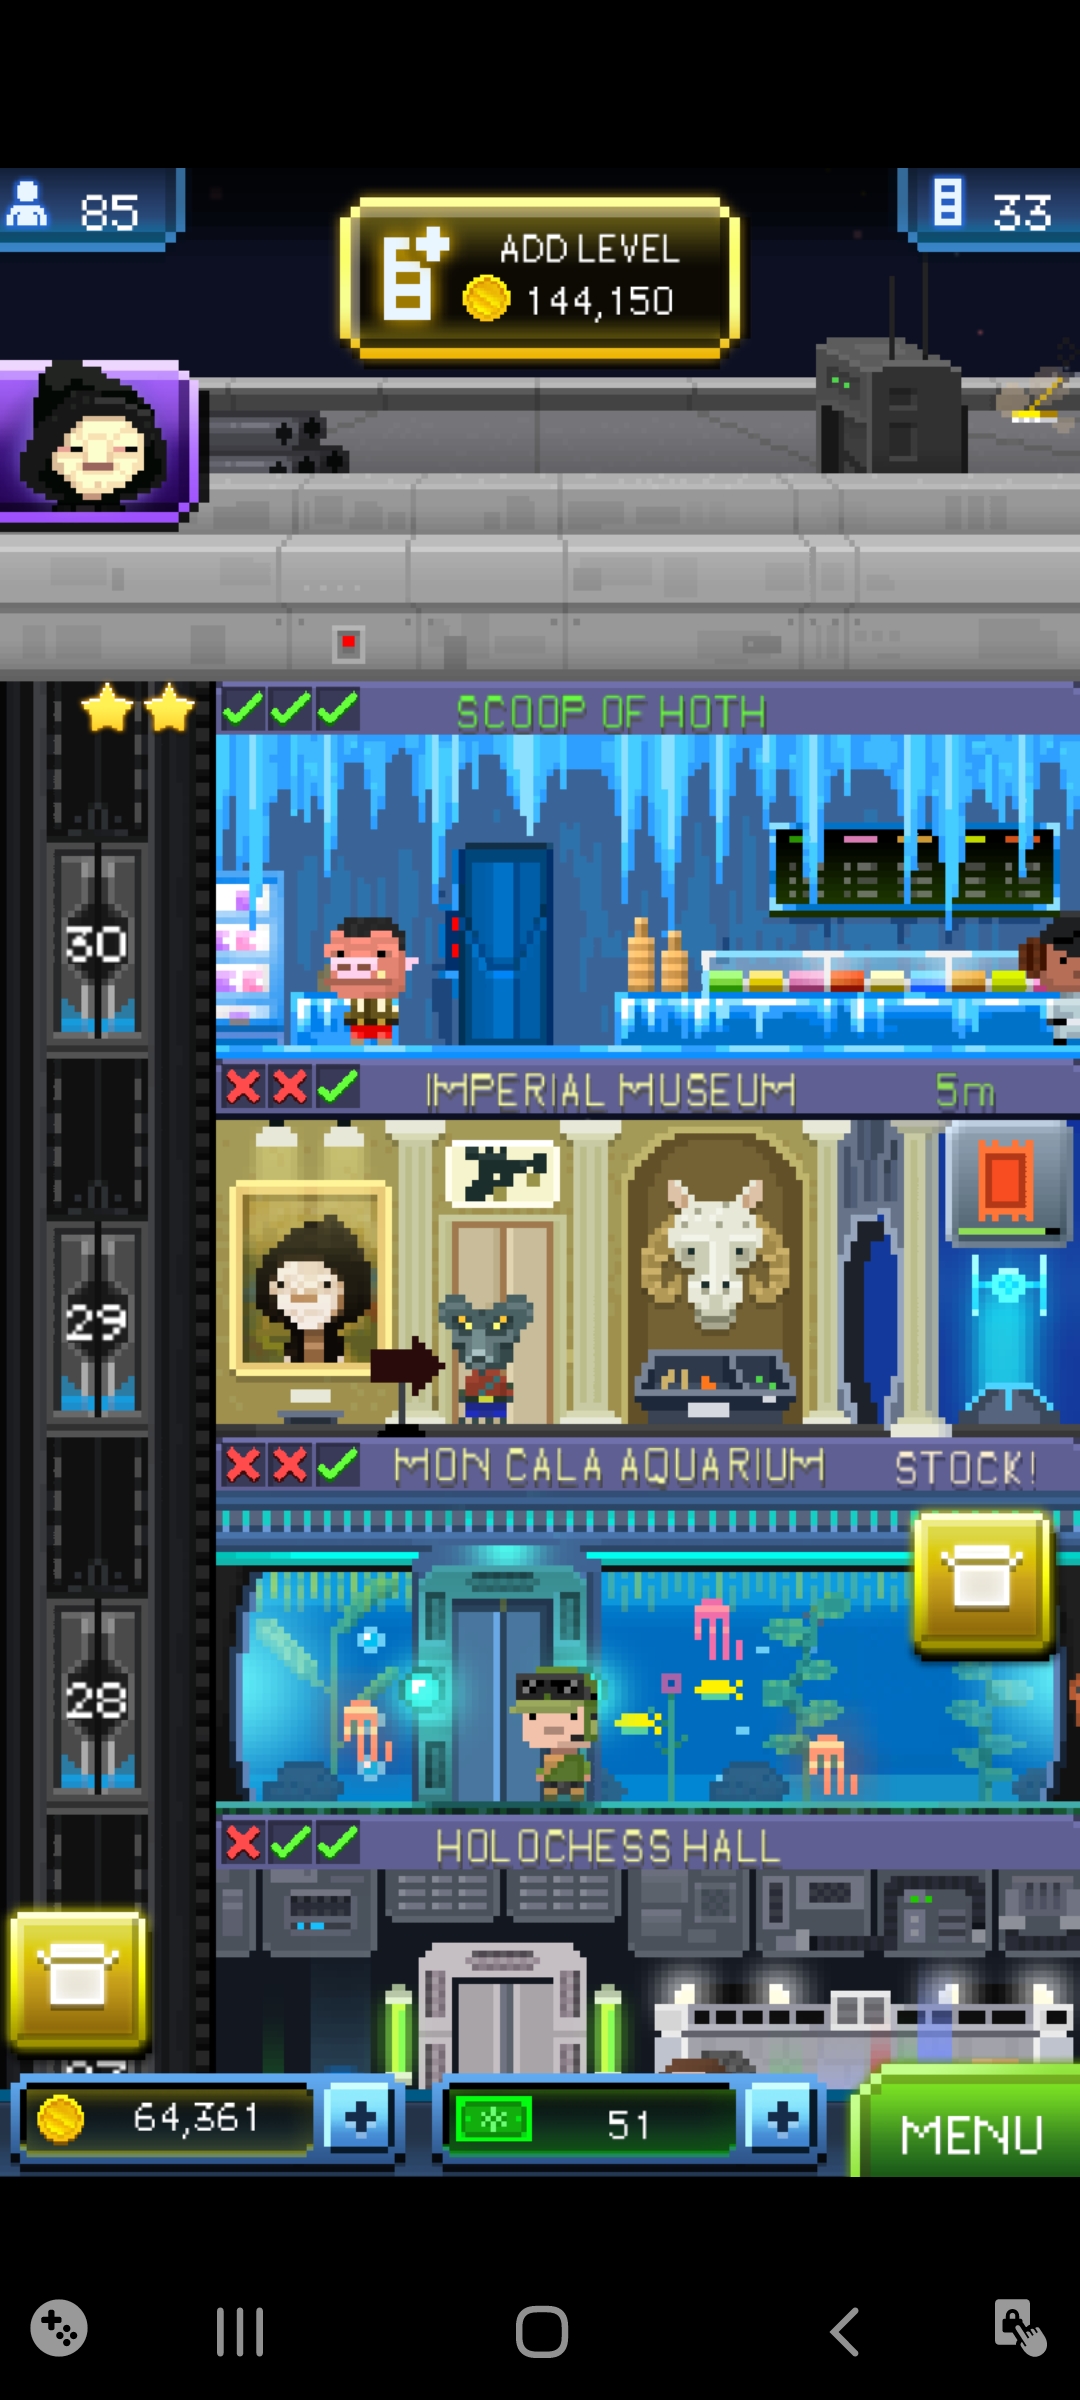 85
ADD LEVEL
144,150
33
SCOOP OF HOTH
30
IMPERIAL MUSEUM
5m
29
MON CALA AQUARIUM
STOCK!
28
HOLOCHESS HALL
64,361
51
MENU